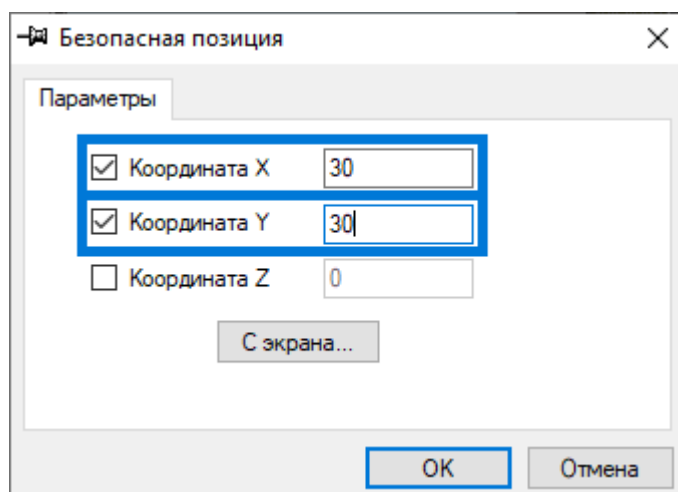 Безопасная позиция
Параметры
Координата X 30
Координата Y 30
Координата Z 0
С экрана...
OK Отмена